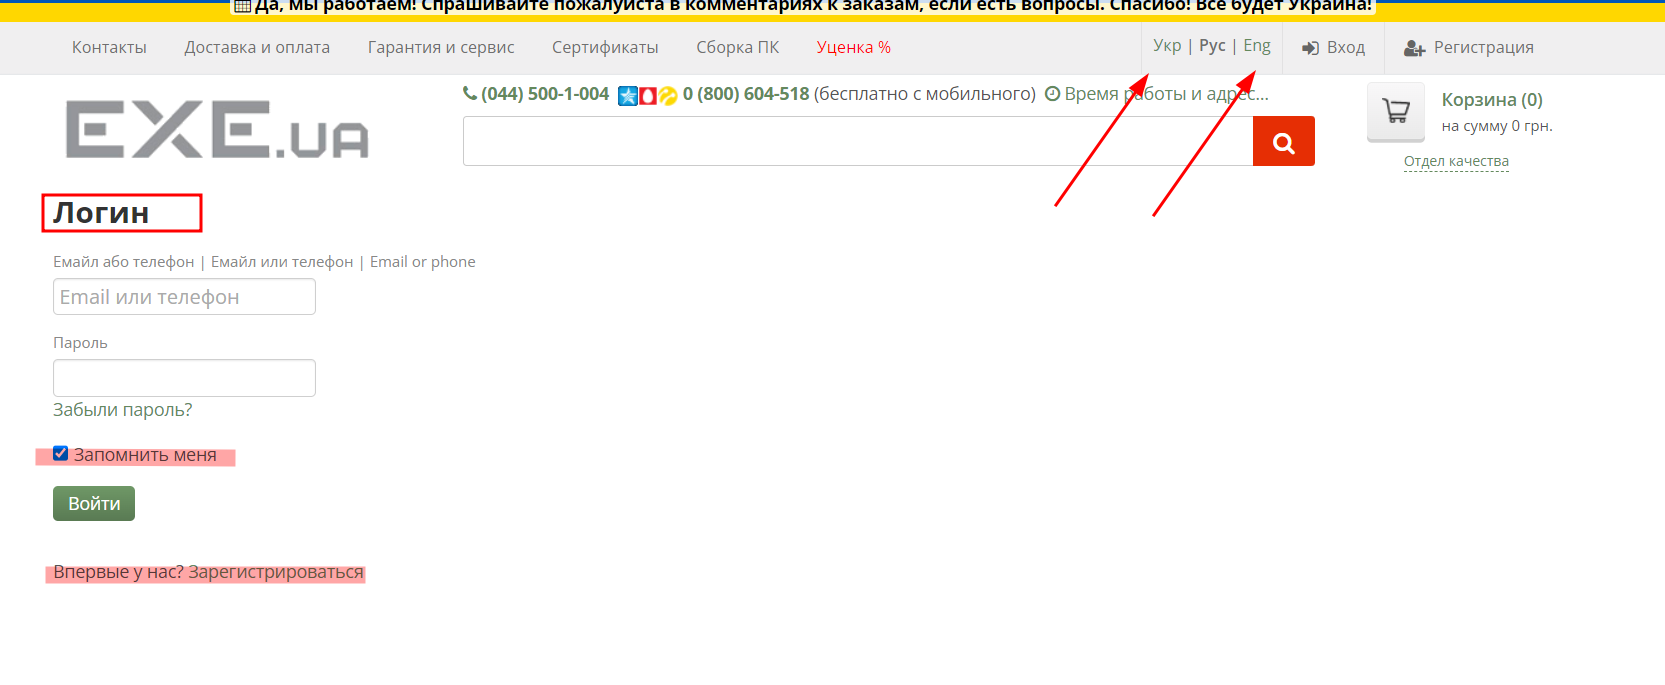 Да, мы работаем! Спрашивайте пожалуйста в комментариях к заказам, если есть вопросы. Спасибо! Все будет Украина!
Контакты Доставка и оплата Гарантия и сервис Сертификаты Сборка ПК Уценка % Укр | Рус | Eng Вход Регистрация
(044) 500-1-004 0 (800) 604-518 (бесплатно с мобильного) Время работы и адрес...
EXE.UA
Корзина (0)
на сумму 0 грн.
Отдел качества
Логин
Емайл або телефон | Емайл или телефон | Email or phone
Email или телефон
Пароль
Забыли пароль?
Запомнить меня
Войти
Впервые у нас? Зарегистрироваться